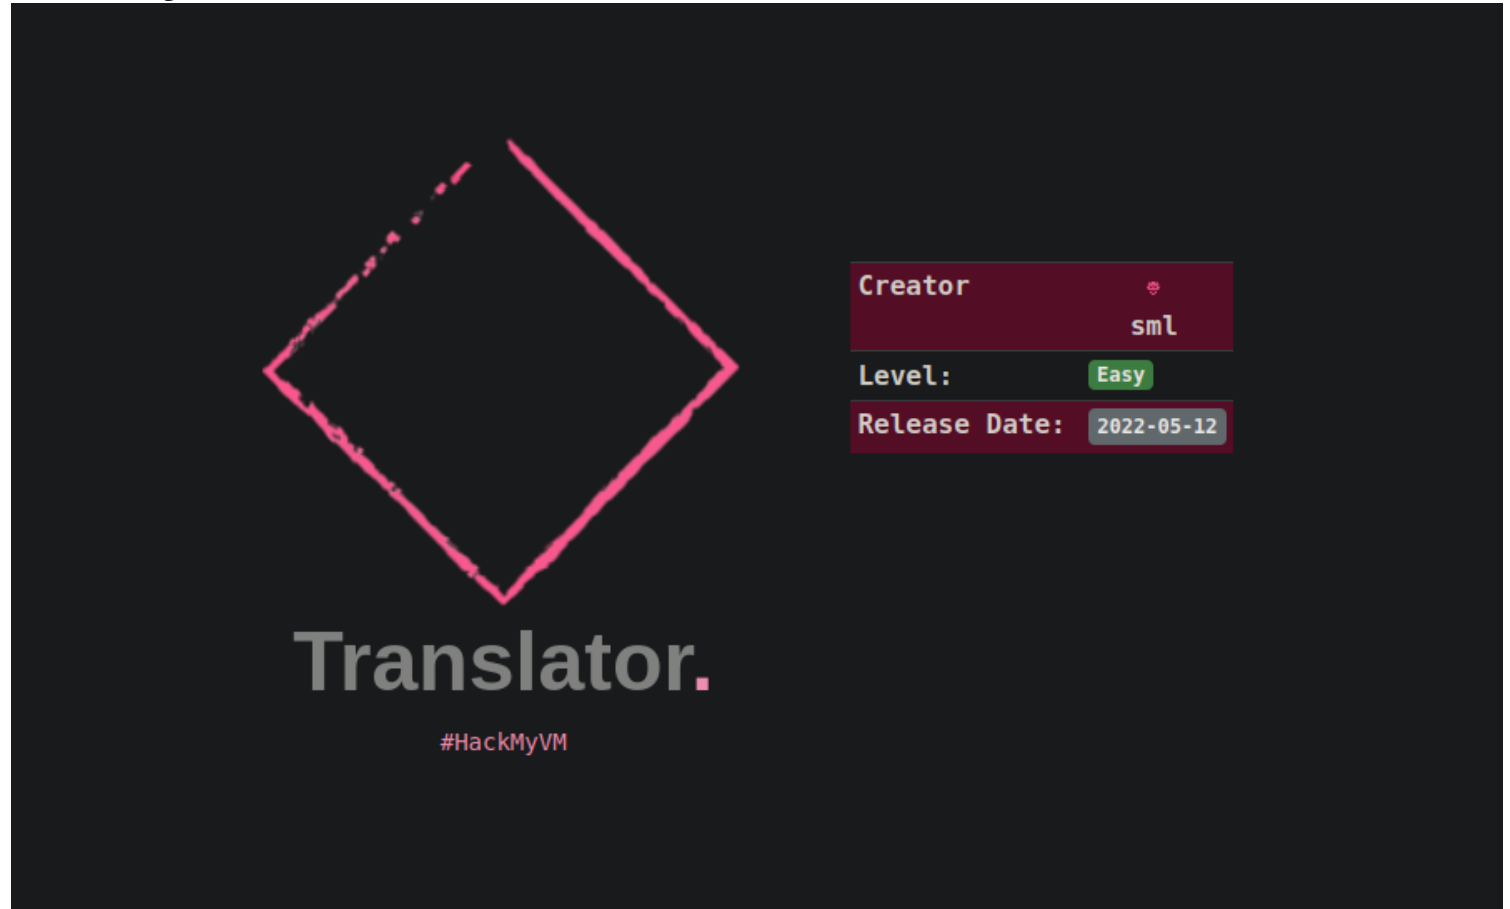 Creator
sml
Level: Easy
Release Date: 2022-05-12
Translator.
#HackMyVM